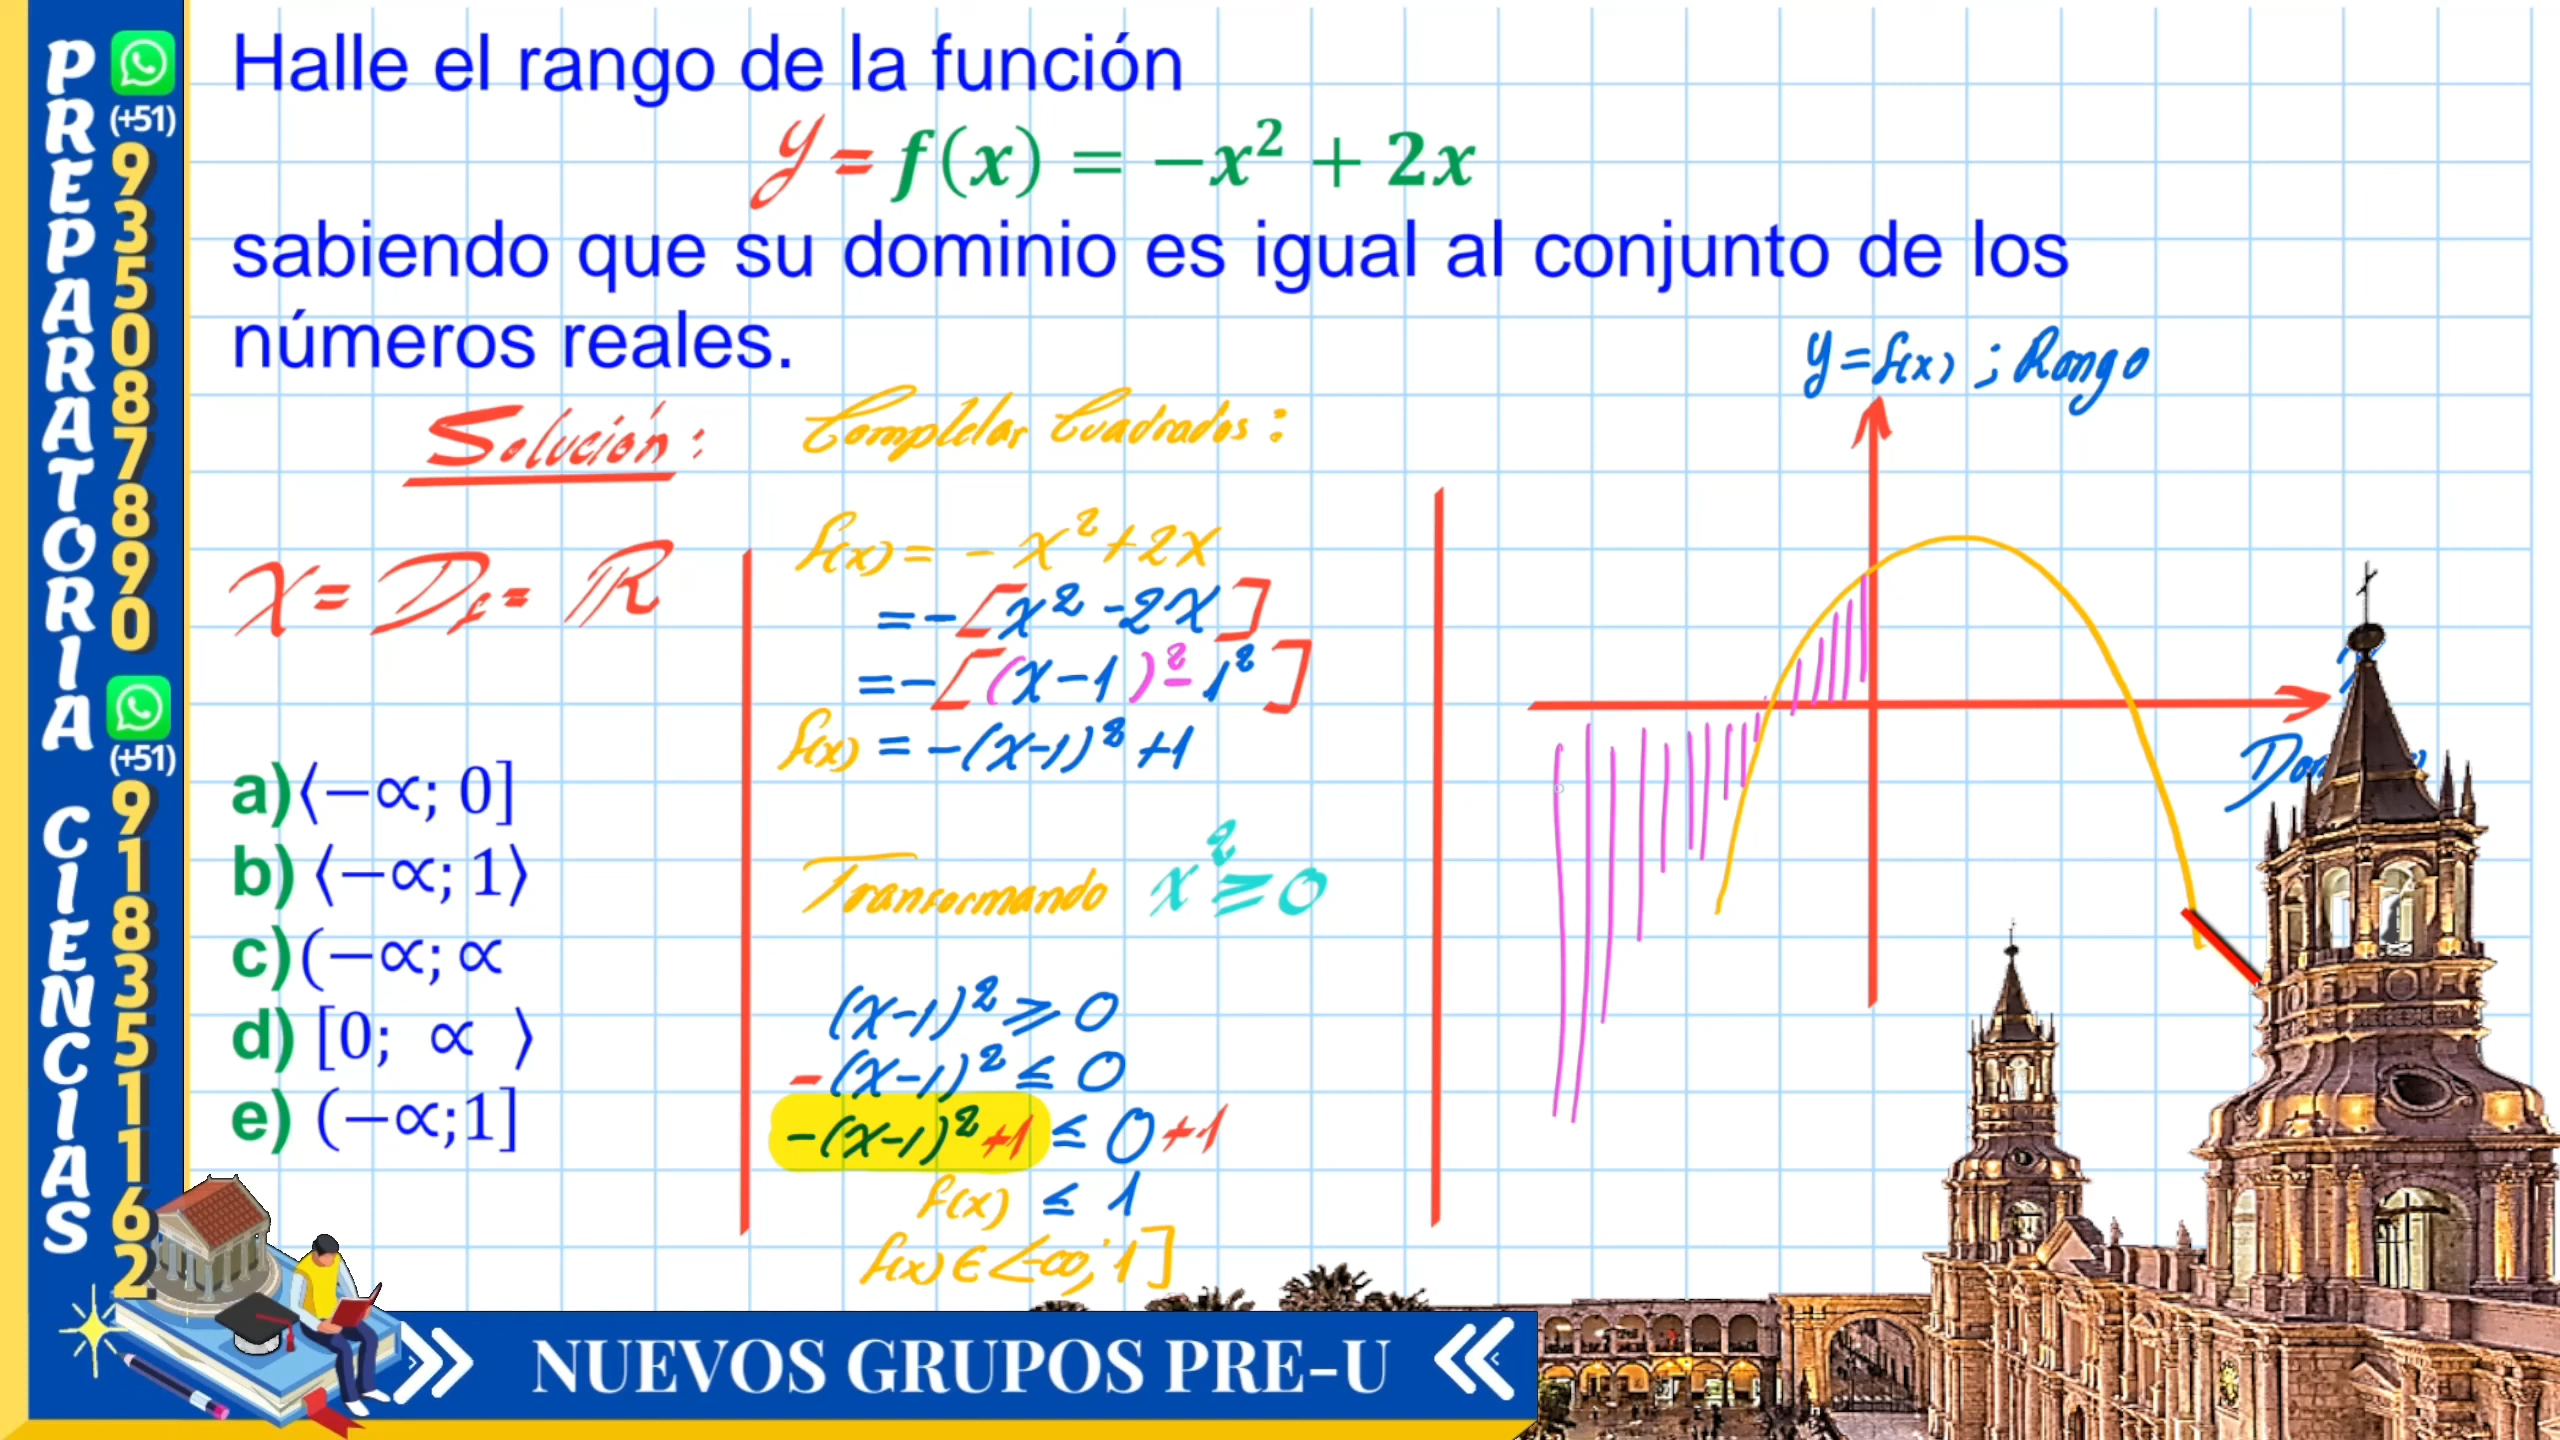 PREPARATORIA CIENCIAS
(+51)
935087890
(+51)
918351162
Halle el rango de la función
y = f(x) = −x² + 2x
sabiendo que su dominio es igual al conjunto de los
números reales.
Solución:
x = Df = ℝ
a)⟨−∝; 0]
b) ⟨−∝; 1⟩
c)(−∝; ∝
d) [0; ∝ ⟩
e) (−∝;1]
Completar Cuadrados:
f(x) = - x² + 2x
= - [x² - 2x]
= - [(x-1)² - 1²]
f(x) = -(x-1)² +1
Transformando x² ≥ 0
(x-1)² ≥ 0
-(x-1)² ≤ 0
-(x-1)² +1 ≤ 0 +1
f(x) ≤ 1
f(x) ∈ <-∞; 1]
y = f(x) ; Rango
NUEVOS GRUPOS PRE-U